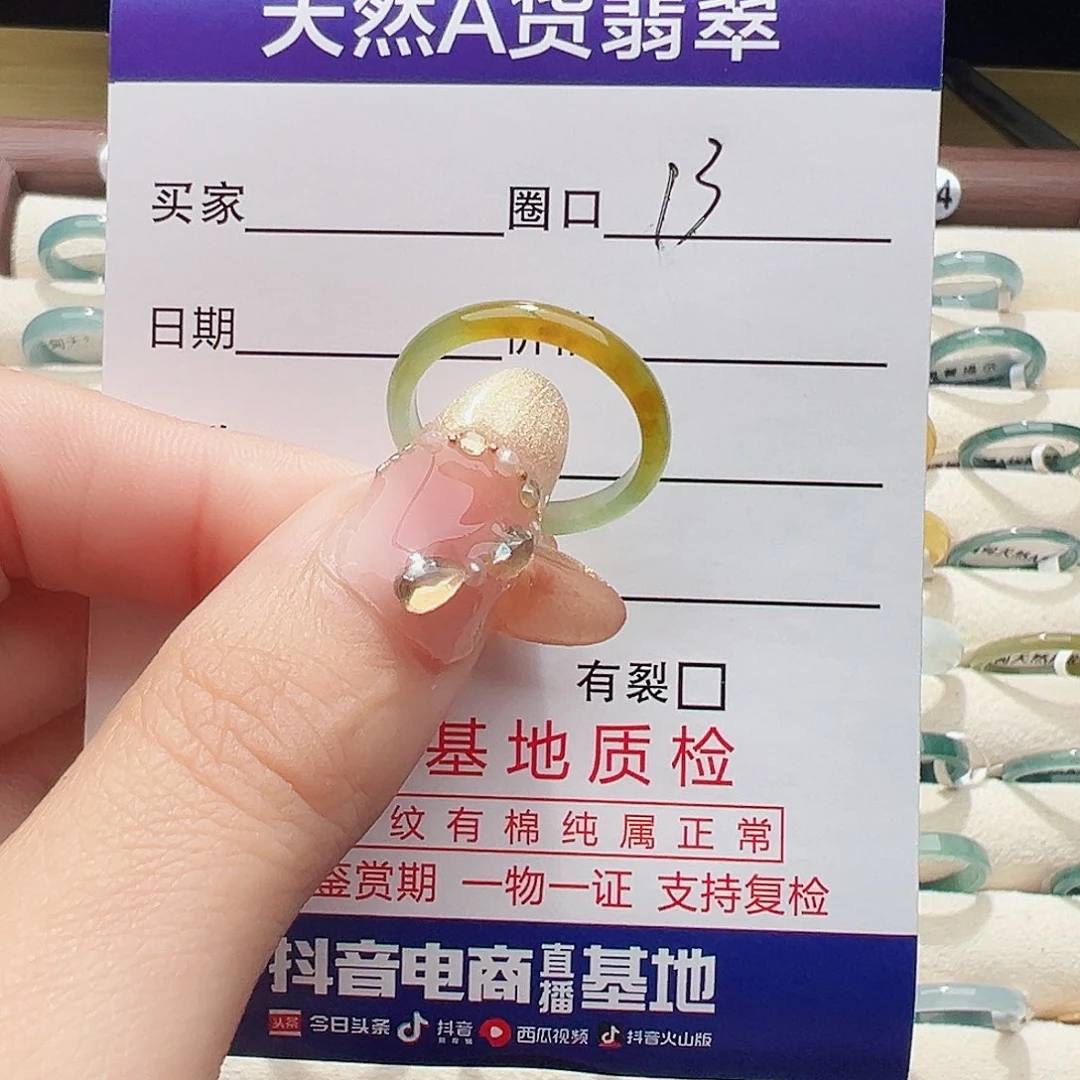 天然A货翡翠
买家 圈口 13
日期
有裂
基地质检
纹有棉纯属正常
鉴赏期 一物一证 支持复检
抖音电商直播基地
头条 今日头条 抖音 西瓜视频 抖音火山版
4